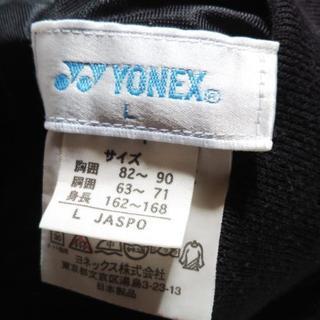 YONEX®
L
サイズ
胸囲 82~ 90
胴囲 63~ 71
身長 162~168
L JASPO
ヨネックス株式会社
東京都文京区湯島3-23-13
日本製品